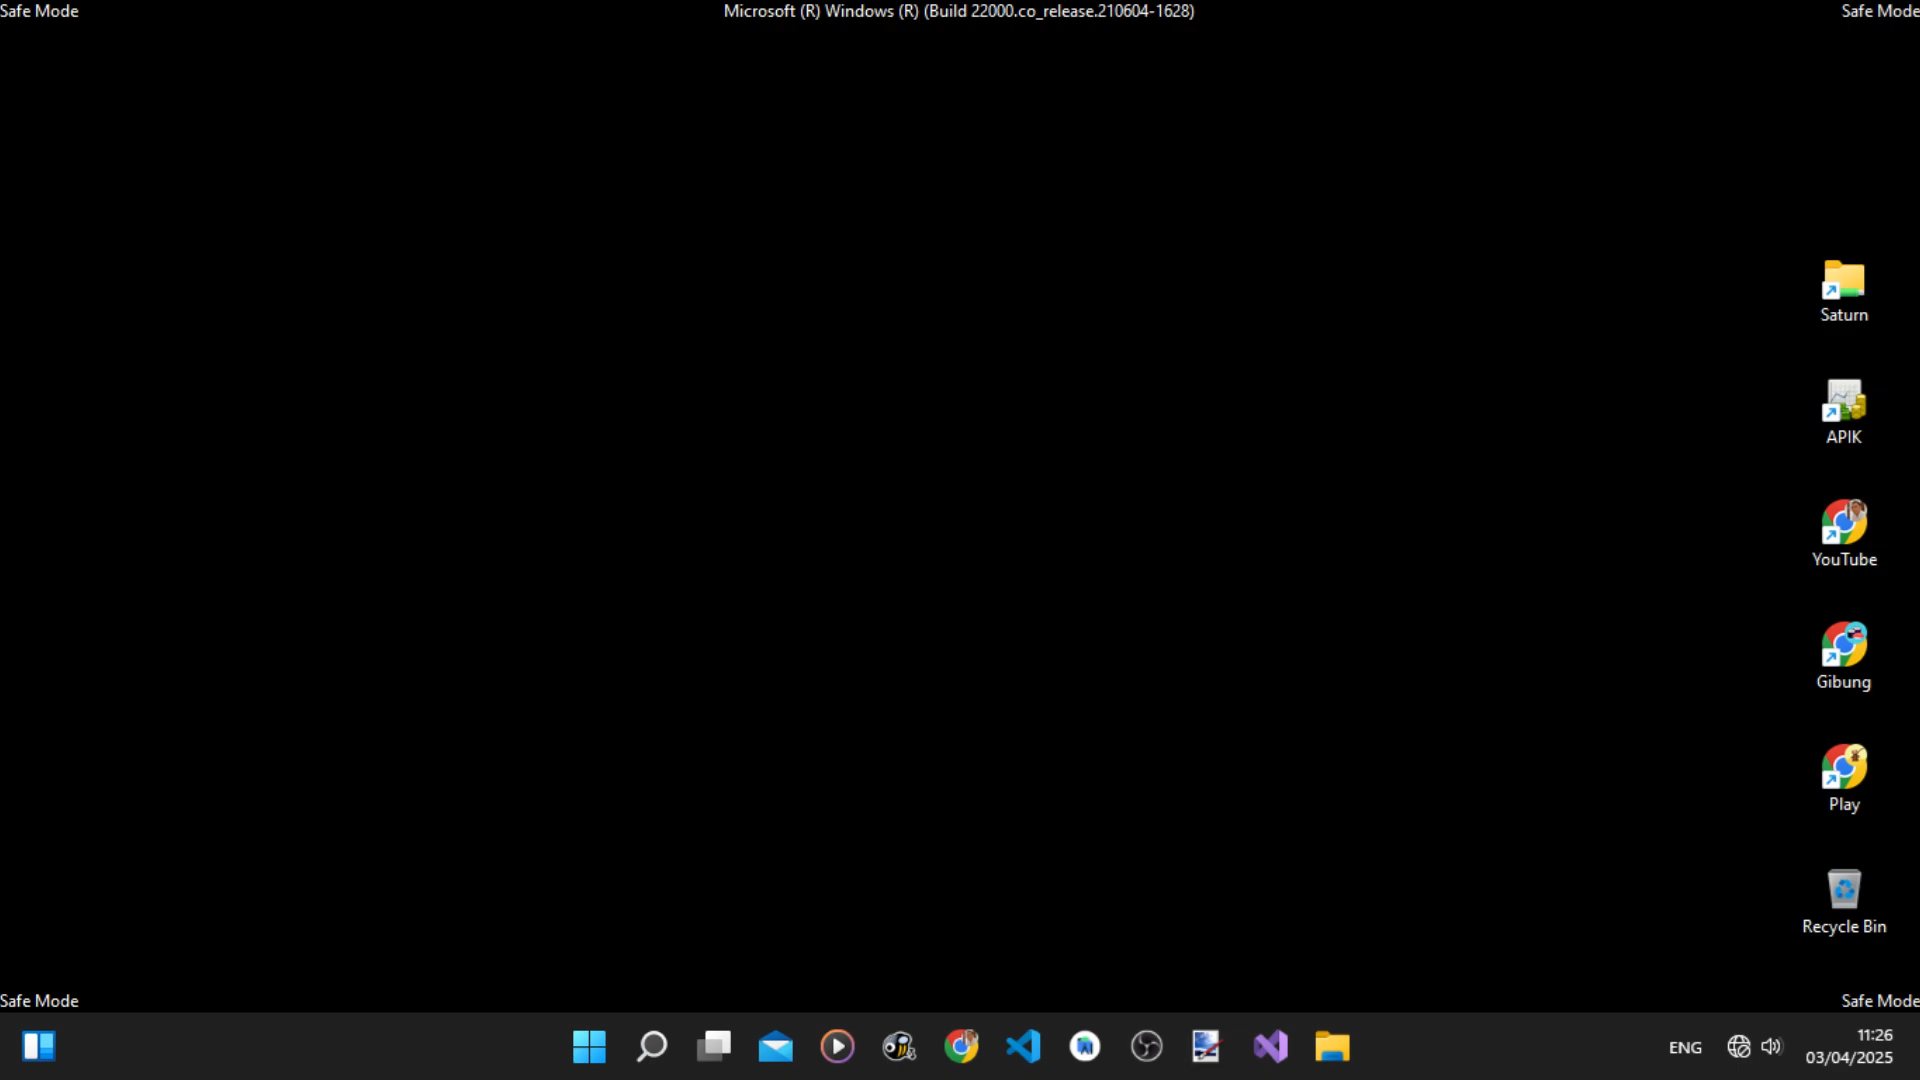 Safe Mode
Microsoft (R) Windows (R) (Build 22000.co_release.210604-1628)
Safe Mode
Saturn
APIK
YouTube
Gibung
Play
Recycle Bin
Safe Mode
Safe Mode
ENG
11:26
03/04/2025